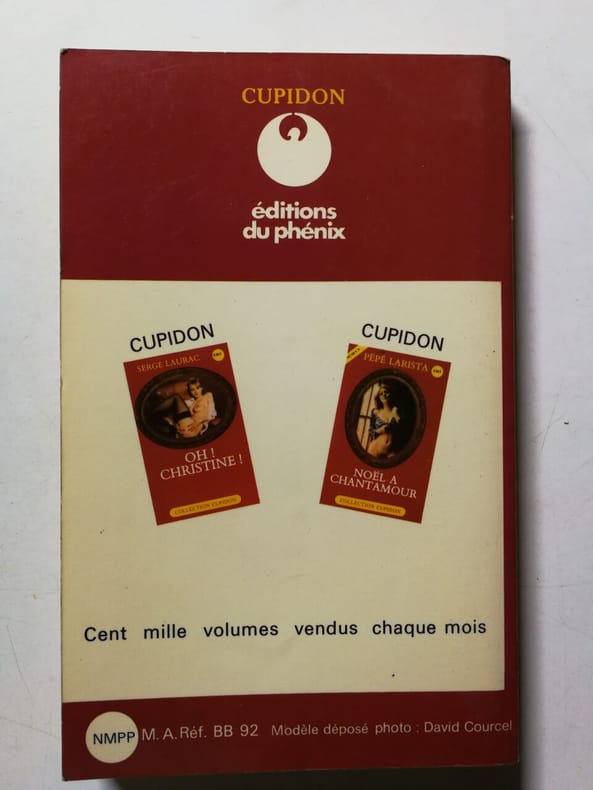 CUPIDON
éditions
du phénix
CUPIDON
SERGE LAURAC
OH !
CHRISTINE !
COLLECTION CUPIDON
CUPIDON
PÉPÉ LARISTA
NOËL A
CHANTAMOUR
COLLECTION CUPIDON
Cent mille volumes vendus chaque mois
NMPP
M. A. Réf. BB 92 Modèle déposé photo : David Courcel